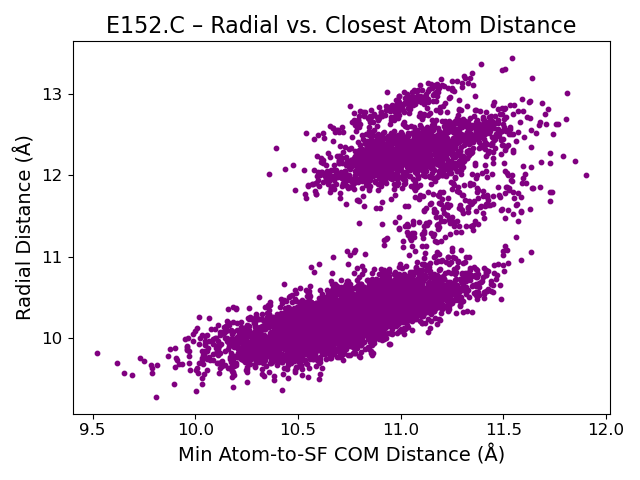 E152.C – Radial vs. Closest Atom Distance
Radial Distance (Å)
13
12
11
10
9.5 10.0 10.5 11.0 11.5 12.0
Min Atom-to-SF COM Distance (Å)